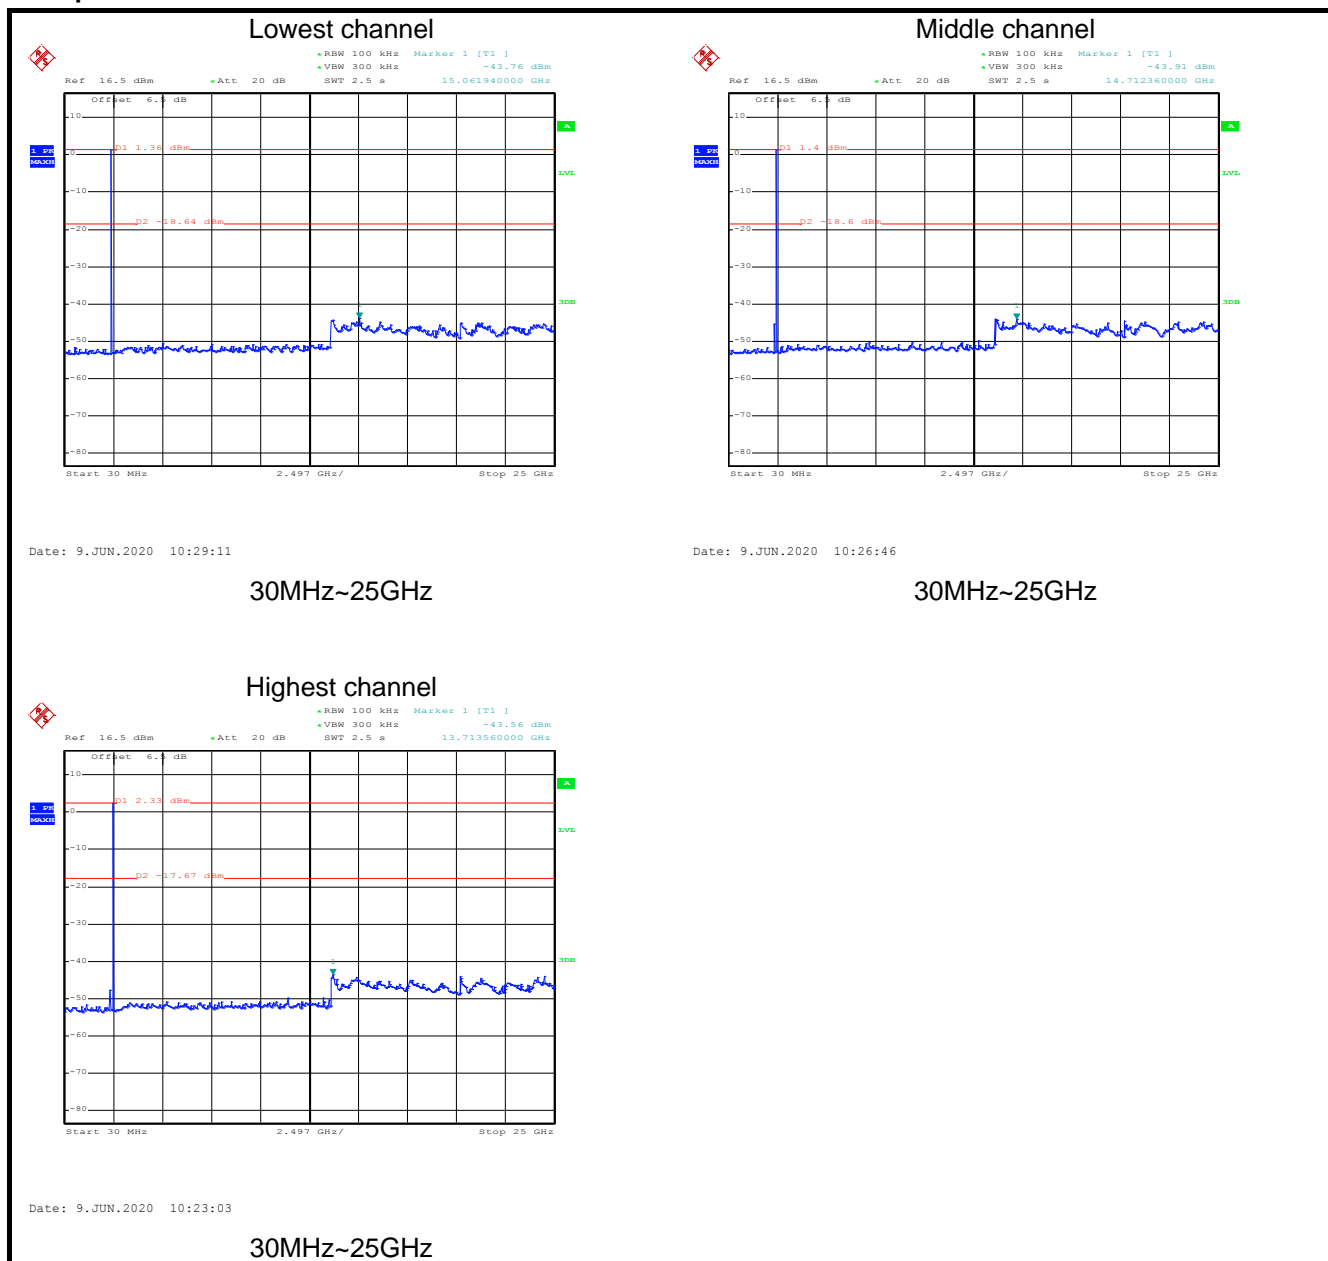 Lowest channel
RBW 100 kHz Marker 1 [T1 ]
VBW 300 kHz -43.76 dBm
Ref 16.5 dBm Att 20 dB SWT 2.5 s 15.061940000 GHz
Offset 6.5 dB
10
A
1 PK
MAXH
D1 1.36 dBm
0
LVL
-10
D2 -18.64 dBm
-20
-30
-40
1
3DB
-50
-60
-70
-80
Start 30 MHz 2.497 GHz/ Stop 25 GHz
Date: 9.JUN.2020 10:29:11
30MHz~25GHz
Middle channel
RBW 100 kHz Marker 1 [T1 ]
VBW 300 kHz -43.91 dBm
Ref 16.5 dBm Att 20 dB SWT 2.5 s 14.712360000 GHz
Offset 6.5 dB
10
A
1 PK
MAXH
D1 1.4 dBm
0
LVL
-10
D2 -18.6 dBm
-20
-30
-40
1
3DB
-50
-60
-70
-80
Start 30 MHz 2.497 GHz/ Stop 25 GHz
Date: 9.JUN.2020 10:26:46
30MHz~25GHz
Highest channel
RBW 100 kHz Marker 1 [T1 ]
VBW 300 kHz -43.56 dBm
Ref 16.5 dBm Att 20 dB SWT 2.5 s 13.713560000 GHz
Offset 6.5 dB
10
A
1 PK
MAXH
D1 2.33 dBm
0
LVL
-10
D2 -17.67 dBm
-20
-30
-40
1
3DB
-50
-60
-70
-80
Start 30 MHz 2.497 GHz/ Stop 25 GHz
Date: 9.JUN.2020 10:23:03
30MHz~25GHz